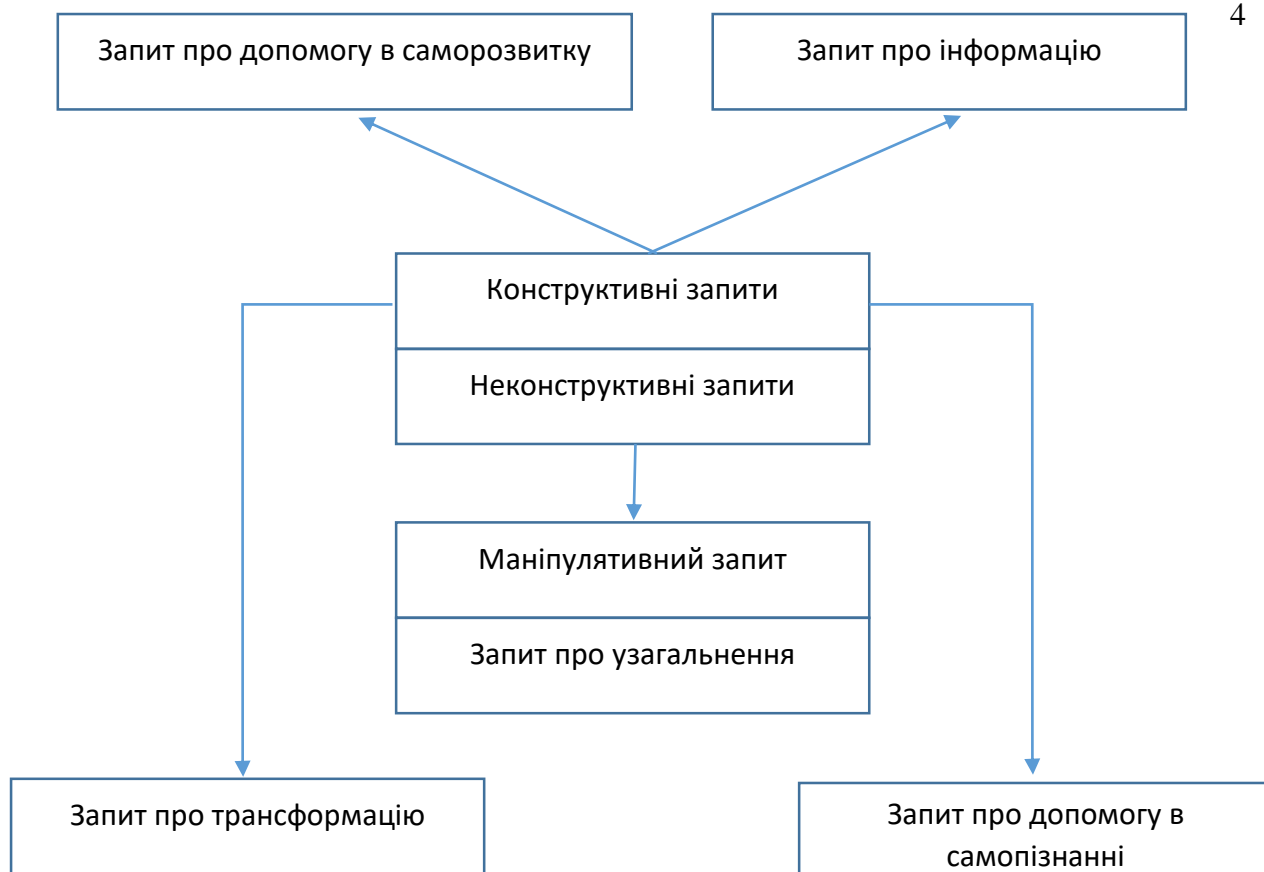 4
Запит про допомогу в саморозвитку
Запит про інформацію
Конструктивні запити
Неконструктивні запити
Маніпулятивний запит
Запит про узагальнення
Запит про трансформацію
Запит про допомогу в
самопізнанні